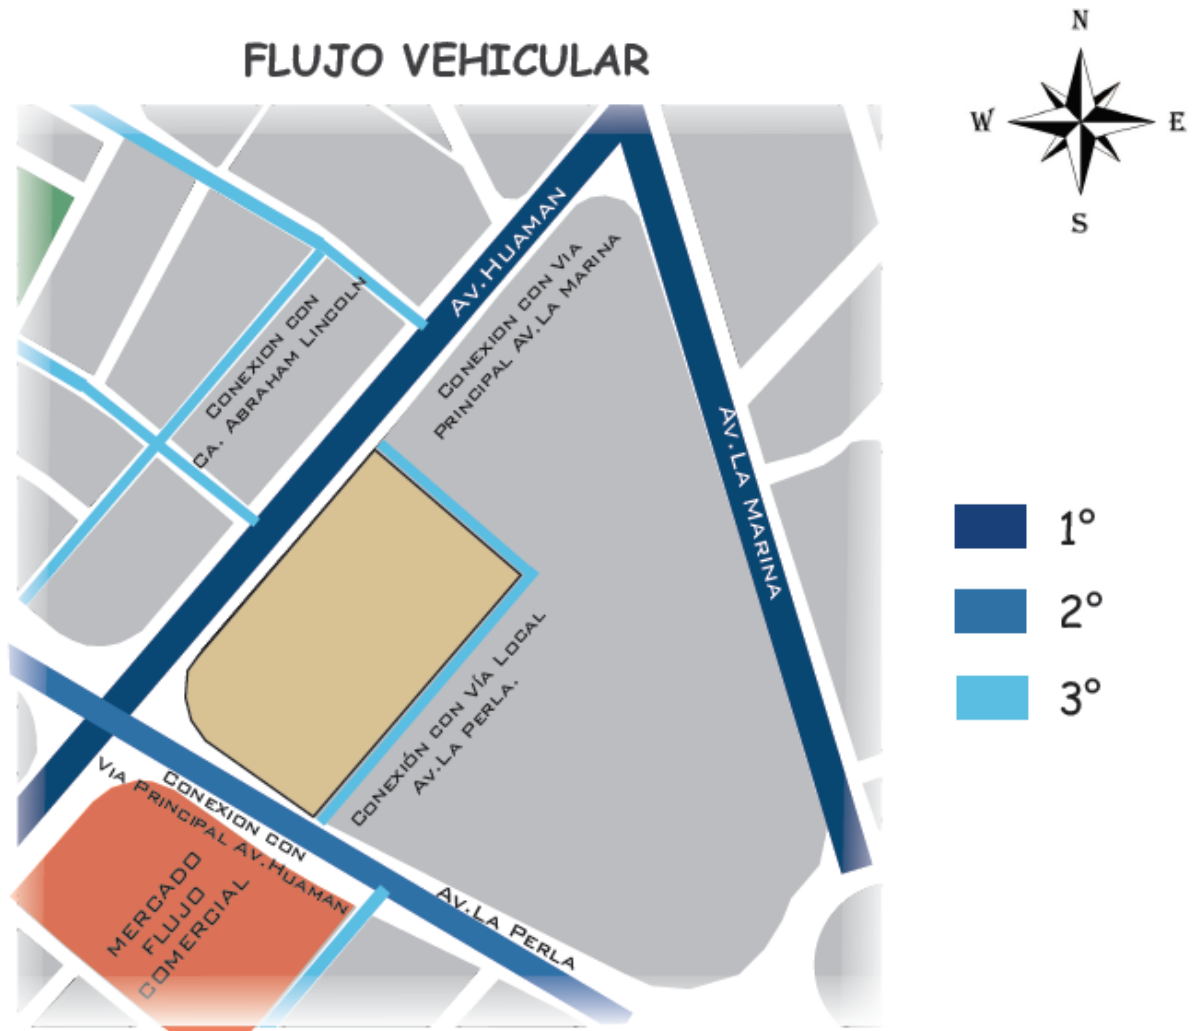 FLUJO VEHICULAR
N
W
E
S
AV.HUAMAN
CONEXION CON VIA
PRINCIPAL AV.LA MARINA
CONEXION CON
CA. ABRAHAM LINCOLN
AV.LA MARINA
1°
2°
3°
CONEXIÓN CON VÍA LOCAL
AV.LA PERLA.
CONEXION CON
VIA PRINCIPAL AV.HUAMAN
MERCADO
FLUJO
COMERCIAL
AV.LA PERLA